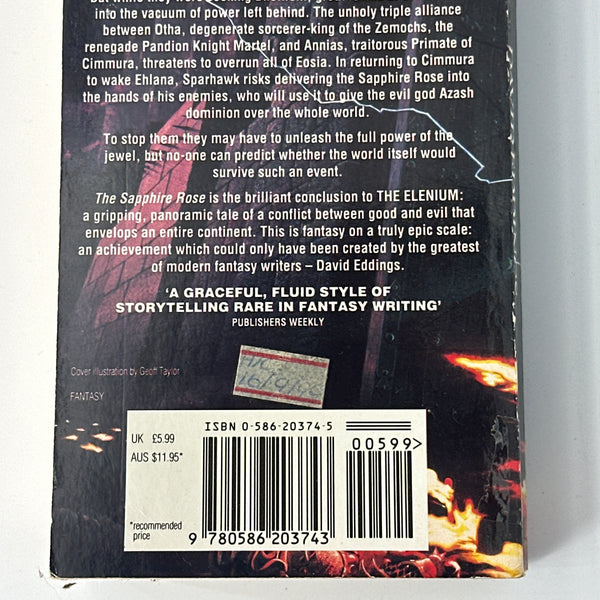 into the vacuum of power left behind. The unholy triple alliance
between Otha, degenerate sorcerer-king of the Zemochs, the
renegade Pandion Knight Martel, and Annias, traitorous Primate of
Cimmura, threatens to overrun all of Eosia. In returning to Cimmura
to wake Ehlana, Sparhawk risks delivering the Sapphire Rose into
the hands of his enemies, who will use it to give the evil god Azash
dominion over the whole world.
To stop them they may have to unleash the full power of the
jewel, but no-one can predict whether the world itself would
survive such an event.
The Sapphire Rose is the brilliant conclusion to THE ELENIUM:
a gripping, panoramic tale of a conflict between good and evil that
envelops an entire continent. This is fantasy on a truly epic scale:
an achievement which could only have been created by the greatest
of modern fantasy writers – David Eddings.
'A GRACEFUL, FLUID STYLE OF
STORYTELLING RARE IN FANTASY WRITING'
PUBLISHERS WEEKLY
Cover illustration by Geoff Taylor
FANTASY
UK £5.99
AUS $11.95*
*recommended
price
ISBN 0-586-20374-5
00599>
9 780586 203743